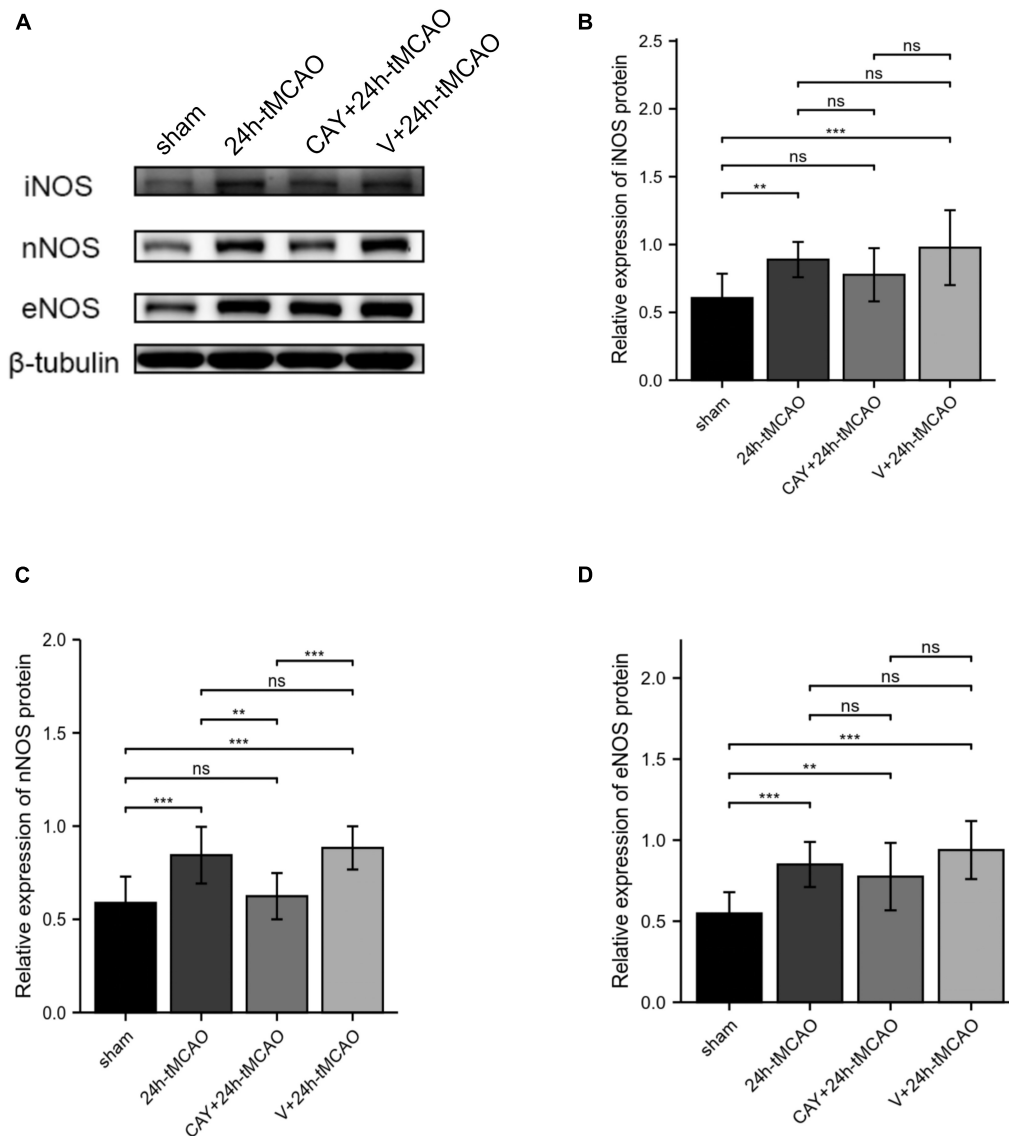 A
sham
24h-tMCAO
CAY+24h-tMCAO
V+24h-tMCAO
iNOS
nNOS
eNOS
β-tubulin
B
Relative expression of iNOS protein
2.5
2.0
1.5
1.0
0.5
0.0
ns
ns
ns
***
ns
**
sham
24h-tMCAO
CAY+24h-tMCAO
V+24h-tMCAO
C
Relative expression of nNOS protein
2.0
1.5
1.0
0.5
0.0
***
ns
**
***
ns
***
sham
24h-tMCAO
CAY+24h-tMCAO
V+24h-tMCAO
D
Relative expression of eNOS protein
2.0
1.5
1.0
0.5
0.0
ns
ns
ns
***
**
***
sham
24h-tMCAO
CAY+24h-tMCAO
V+24h-tMCAO